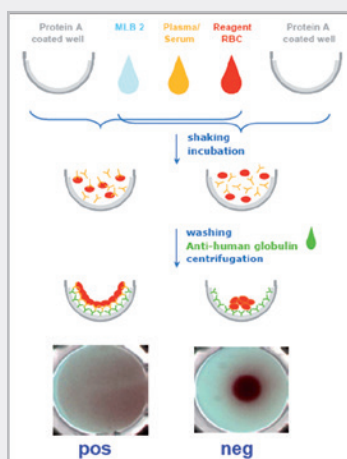 Protein A
coated well
MLB 2
Plasma/
Serum
Reagent
RBC
Protein A
coated well
shaking
incubation
washing
Anti-human globulin
centrifugation
pos
neg